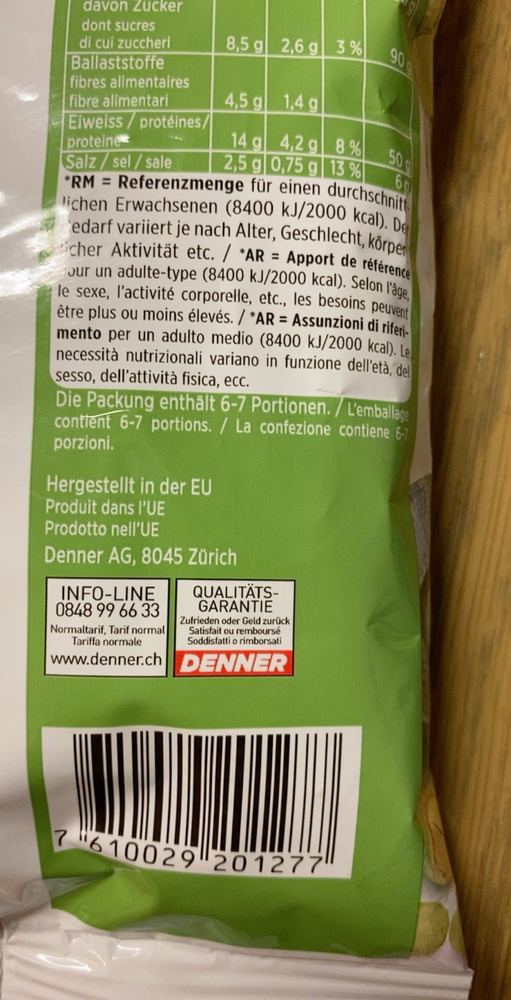 davon Zucker
dont sucres
di cui zuccheri 8,5 g 2,6 g 3 % 90 g
Ballaststoffe
fibres alimentaires
fibre alimentari 4,5 g 1,4 g
Eiweiss / protéines/
proteine 14 g 4,2 g 8 % 50 g
Salz / sel / sale 2,5 g 0,75 g 13 % 6 g
*RM = Referenzmenge für einen durchschnitt-
lichen Erwachsenen (8400 kJ/2000 kcal). Der
Bedarf variiert je nach Alter, Geschlecht, körper-
licher Aktivität etc. / *AR = Apport de référence
pour un adulte-type (8400 kJ/2000 kcal). Selon l'âge,
le sexe, l'activité corporelle, etc., les besoins peuvent
être plus ou moins élevés. / *AR = Assunzioni di riferi-
mento per un adulto medio (8400 kJ/2000 kcal). Le
necessità nutrizionali variano in funzione dell'età, del
sesso, dell'attività fisica, ecc.
Die Packung enthält 6-7 Portionen. / L'emballage
contient 6-7 portions. / La confezione contiene 6-7
porzioni.
Hergestellt in der EU
Produit dans l'UE
Prodotto nell'UE
Denner AG, 8045 Zürich
INFO-LINE
0848 99 66 33
Normaltarif, Tarif normal
Tariffa normale
www.denner.ch
QUALITÄTS-
GARANTIE
Zufrieden oder Geld zurück
Satisfait ou remboursé
Soddisfatti o rimborsati
DENNER
7 610029 201277